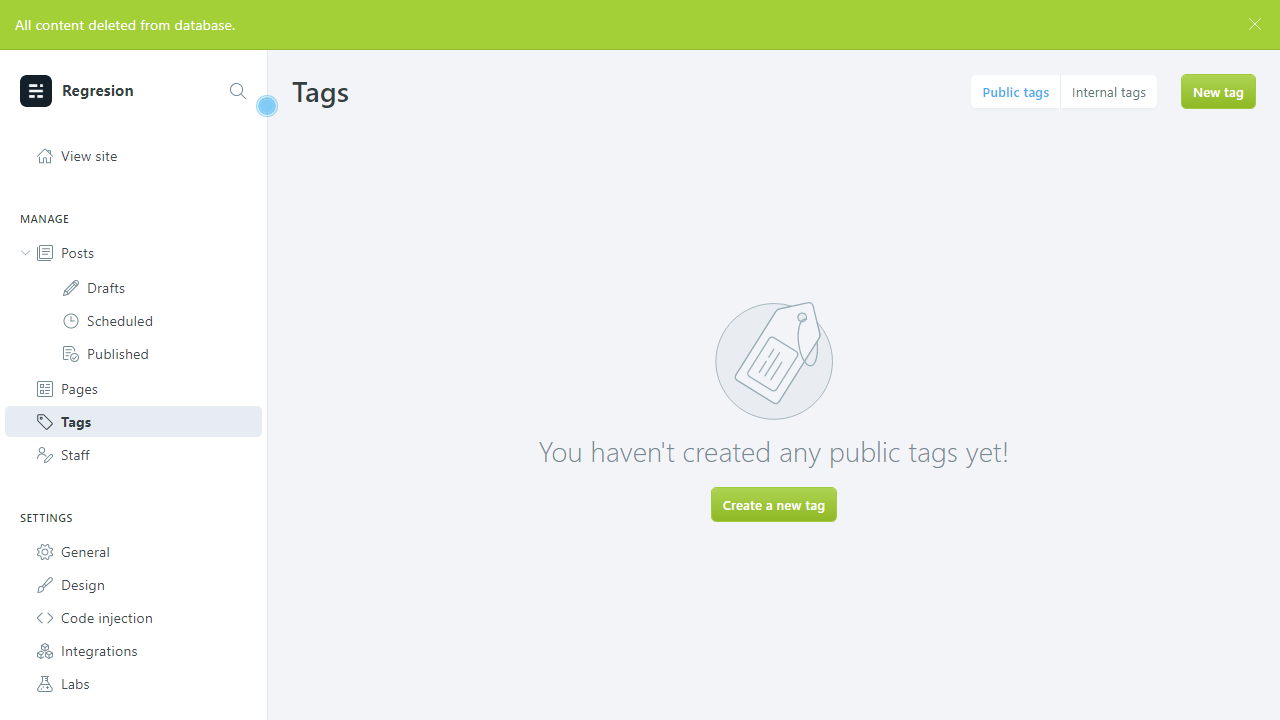 All content deleted from database.
Regresion
Tags
Public tags
Internal tags
New tag
View site
MANAGE
Posts
Drafts
Scheduled
Published
Pages
Tags
Staff
You haven't created any public tags yet!
Create a new tag
SETTINGS
General
Design
Code injection
Integrations
Labs